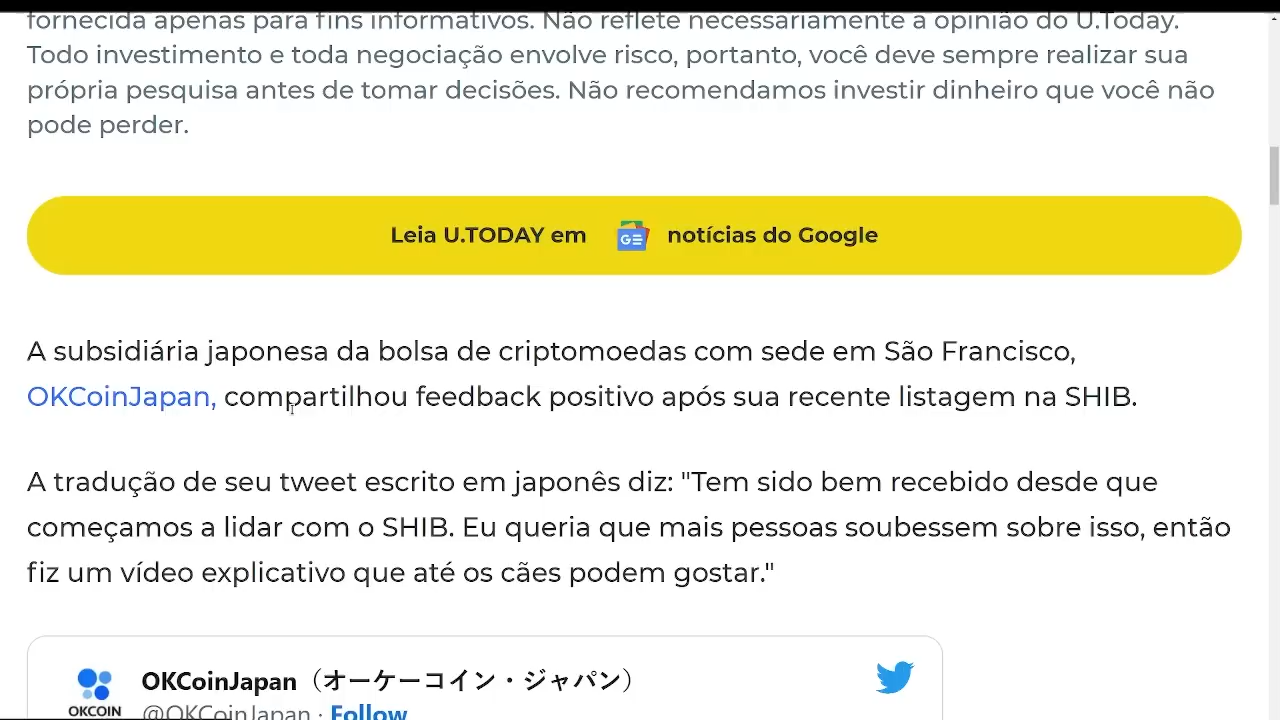 fornecida apenas para fins informativos. Não reflete necessariamente a opinião do U.Today.
Todo investimento e toda negociação envolve risco, portanto, você deve sempre realizar sua
própria pesquisa antes de tomar decisões. Não recomendamos investir dinheiro que você não
pode perder.
Leia U.TODAY em GE notícias do Google
A subsidiária japonesa da bolsa de criptomoedas com sede em São Francisco,
OKCoinJapan, compartilhou feedback positivo após sua recente listagem na SHIB.
A tradução de seu tweet escrito em japonês diz: "Tem sido bem recebido desde que
começamos a lidar com o SHIB. Eu queria que mais pessoas soubessem sobre isso, então
fiz um vídeo explicativo que até os cães podem gostar."
OKCoinJapan（オーケーコイン・ジャパン）
OKCOIN @OKCoinJapan · Follow